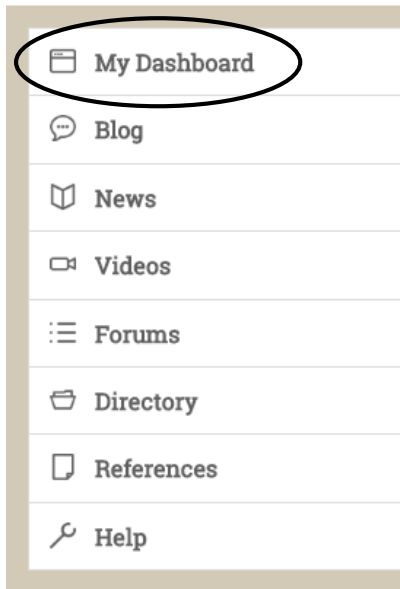 My Dashboard
Blog
News
Videos
Forums
Directory
References
Help